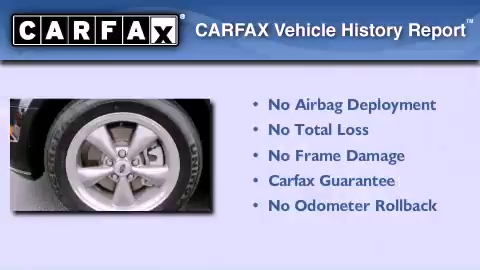 CARFAX® CARFAX Vehicle History Report™
• No Airbag Deployment
• No Total Loss
• No Frame Damage
• Carfax Guarantee
• No Odometer Rollback